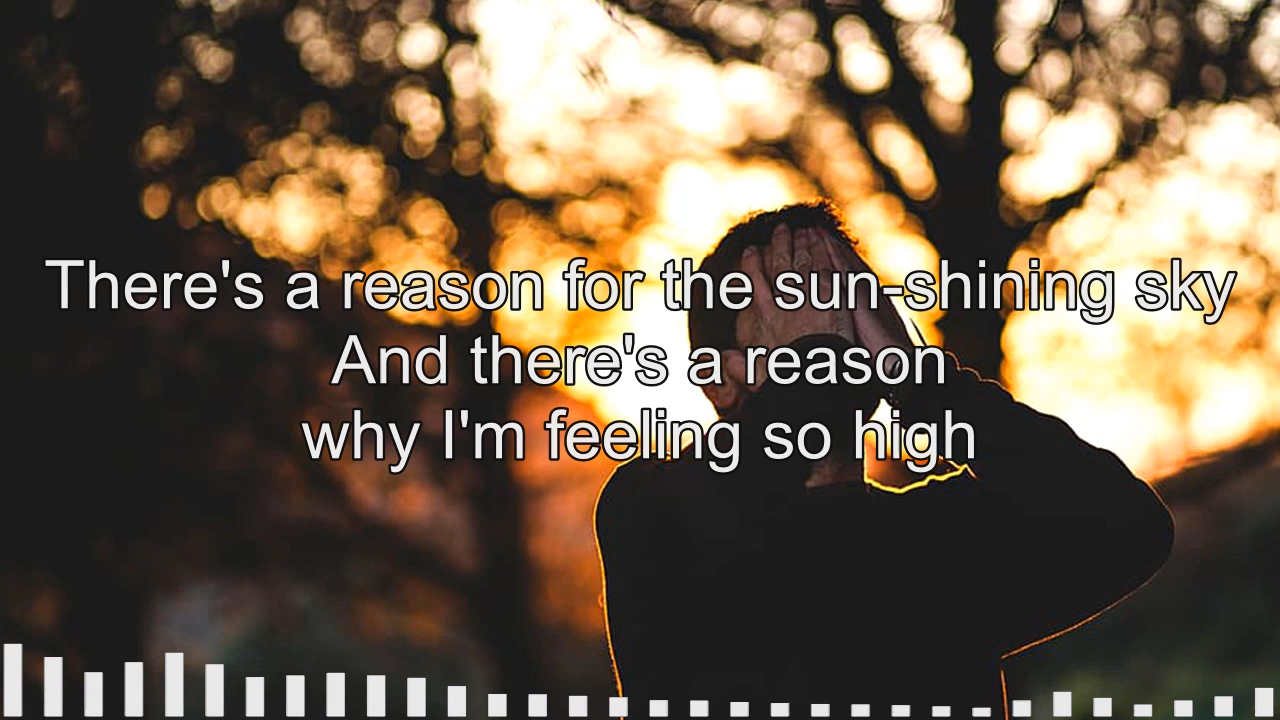 There's a reason for the sun-shining sky
And there's a reason
why I'm feeling so high